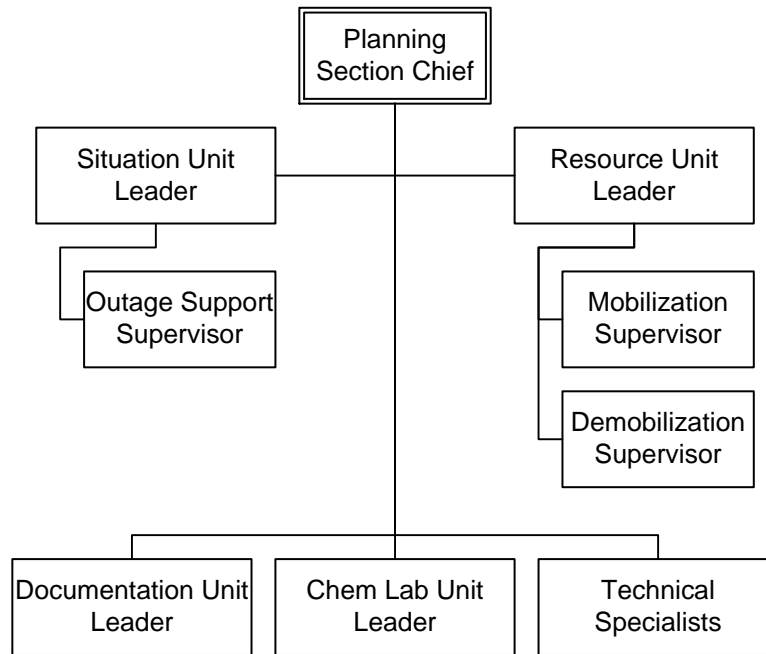 Planning
Section Chief
Situation Unit
Leader
Resource Unit
Leader
Outage Support
Supervisor
Mobilization
Supervisor
Demobilization
Supervisor
Documentation Unit
Leader
Chem Lab Unit
Leader
Technical
Specialists